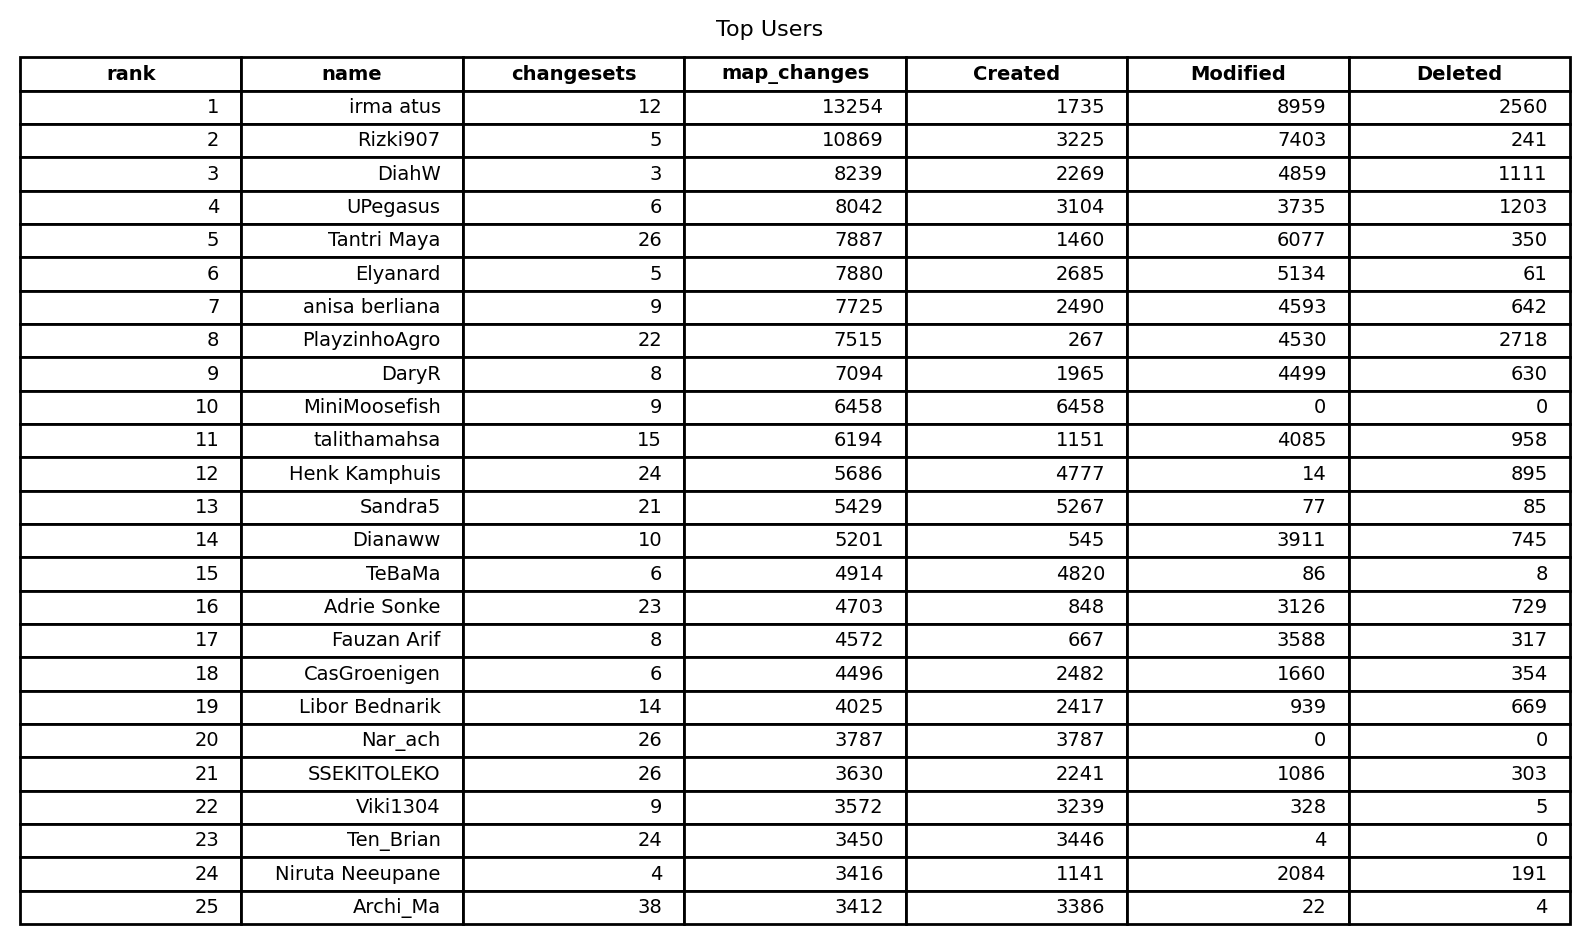 Top Users
rank name changesets map_changes Created Modified Deleted
1 irma atus 12 13254 1735 8959 2560
2 Rizki907 5 10869 3225 7403 241
3 DiahW 3 8239 2269 4859 1111
4 UPegasus 6 8042 3104 3735 1203
5 Tantri Maya 26 7887 1460 6077 350
6 Elyanard 5 7880 2685 5134 61
7 anisa berliana 9 7725 2490 4593 642
8 PlayzinhoAgro 22 7515 267 4530 2718
9 DaryR 8 7094 1965 4499 630
10 MiniMoosefish 9 6458 6458 0 0
11 talithamahsa 15 6194 1151 4085 958
12 Henk Kamphuis 24 5686 4777 14 895
13 Sandra5 21 5429 5267 77 85
14 Dianaww 10 5201 545 3911 745
15 TeBaMa 6 4914 4820 86 8
16 Adrie Sonke 23 4703 848 3126 729
17 Fauzan Arif 8 4572 667 3588 317
18 CasGroenigen 6 4496 2482 1660 354
19 Libor Bednarik 14 4025 2417 939 669
20 Nar_ach 26 3787 3787 0 0
21 SSEKITOLEKO 26 3630 2241 1086 303
22 Viki1304 9 3572 3239 328 5
23 Ten_Brian 24 3450 3446 4 0
24 Niruta Neeupane 4 3416 1141 2084 191
25 Archi_Ma 38 3412 3386 22 4